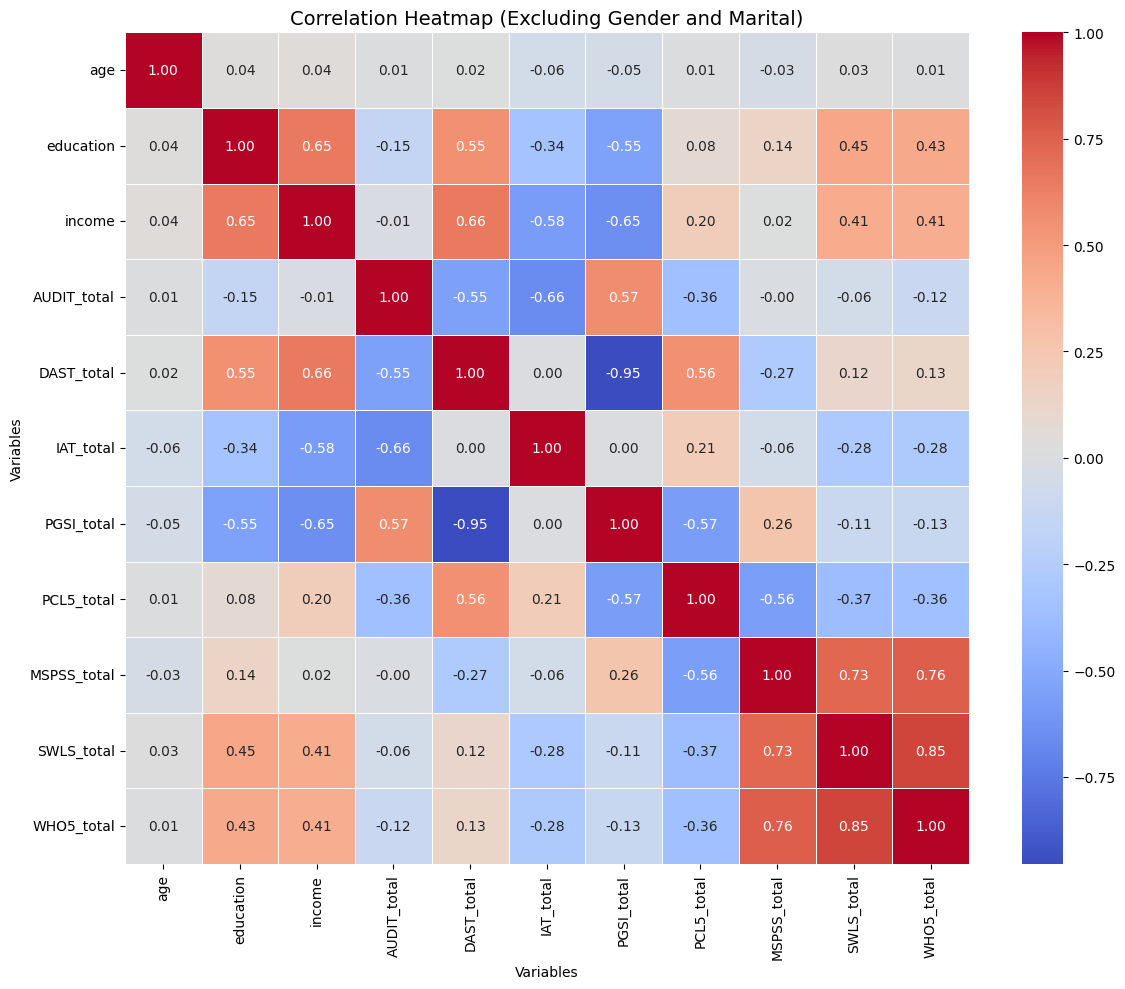 Correlation Heatmap (Excluding Gender and Marital)
age 1.00 0.04 0.04 0.01 0.02 -0.06 -0.05 0.01 -0.03 0.03 0.01
education 0.04 1.00 0.65 -0.15 0.55 -0.34 -0.55 0.08 0.14 0.45 0.43
income 0.04 0.65 1.00 -0.01 0.66 -0.58 -0.65 0.20 0.02 0.41 0.41
AUDIT_total 0.01 -0.15 -0.01 1.00 -0.55 -0.66 0.57 -0.36 -0.00 -0.06 -0.12
DAST_total 0.02 0.55 0.66 -0.55 1.00 0.00 -0.95 0.56 -0.27 0.12 0.13
IAT_total -0.06 -0.34 -0.58 -0.66 0.00 1.00 0.00 0.21 -0.06 -0.28 -0.28
PGSI_total -0.05 -0.55 -0.65 0.57 -0.95 0.00 1.00 -0.57 0.26 -0.11 -0.13
PCL5_total 0.01 0.08 0.20 -0.36 0.56 0.21 -0.57 1.00 -0.56 -0.37 -0.36
MSPSS_total -0.03 0.14 0.02 -0.00 -0.27 -0.06 0.26 -0.56 1.00 0.73 0.76
SWLS_total 0.03 0.45 0.41 -0.06 0.12 -0.28 -0.11 -0.37 0.73 1.00 0.85
WHO5_total 0.01 0.43 0.41 -0.12 0.13 -0.28 -0.13 -0.36 0.76 0.85 1.00
Variables
age education income AUDIT_total DAST_total IAT_total PGSI_total PCL5_total MSPSS_total SWLS_total WHO5_total
Variables
1.00
0.75
0.50
0.25
0.00
−0.25
−0.50
−0.75